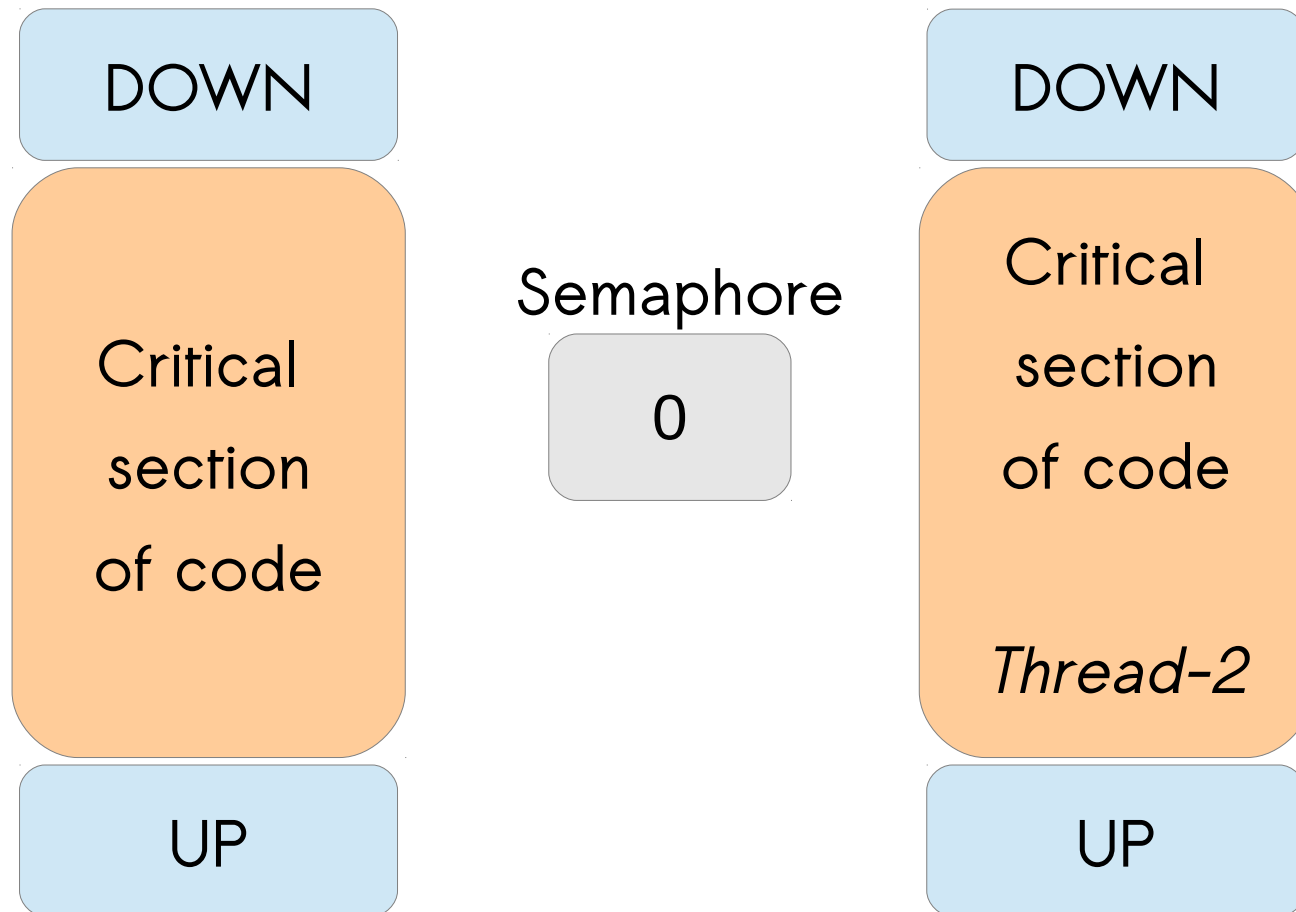 DOWN
Critical
section
of code
UP
Semaphore
0
DOWN
Critical
section
of code
Thread-2
UP